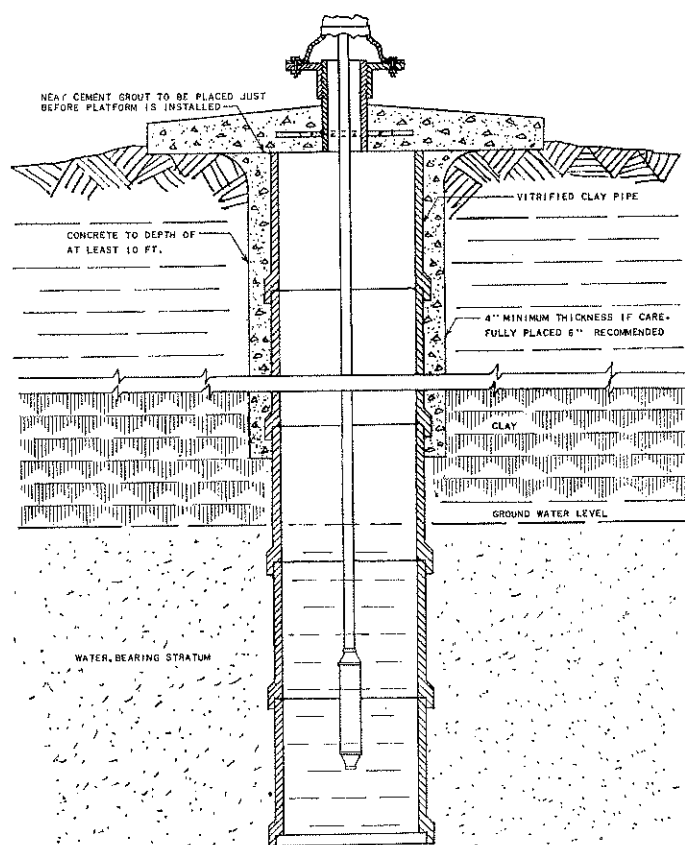 NEAT CEMENT GROUT TO BE PLACED JUST
BEFORE PLATFORM IS INSTALLED
VITRIFIED CLAY PIPE
CONCRETE TO DEPTH OF
AT LEAST 10 FT.
4" MINIMUM THICKNESS IF CARE-
FULLY PLACED 6" RECOMMENDED
CLAY
GROUND WATER LEVEL
WATER BEARING STRATUM